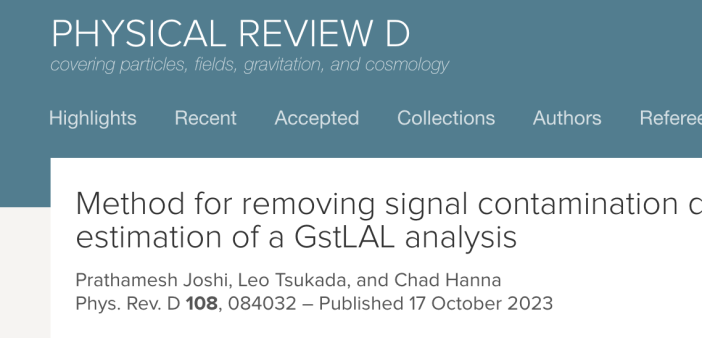 PHYSICAL REVIEW D
covering particles, fields, gravitation, and cosmology
Highlights Recent Accepted Collections Authors
Method for removing signal contamination
estimation of a GstLAL analysis
Prathamesh Joshi, Leo Tsukada, and Chad Hanna
Phys. Rev. D 108, 084032 – Published 17 October 2023